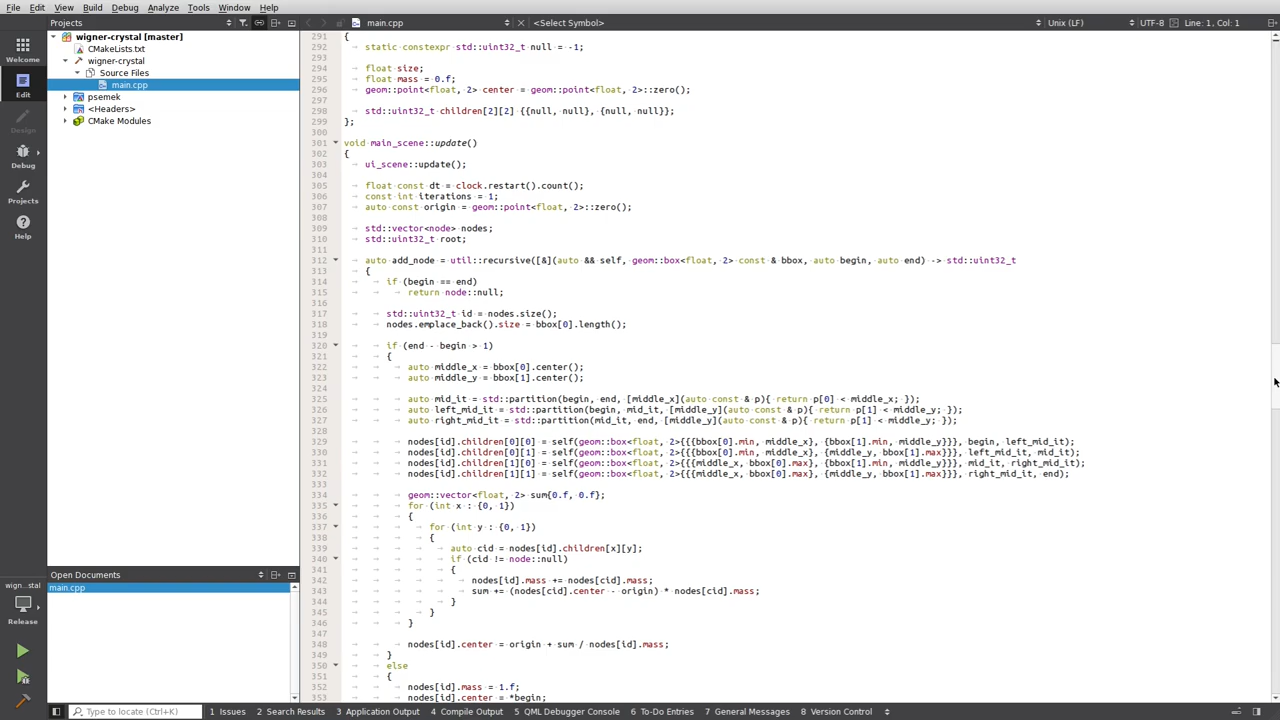 File Edit View Build Debug Analyze Tools Window Help
Projects
main.cpp
<Select Symbol>
Unix (LF)
UTF-8
Line: 1, Col: 1
Welcome
Edit
Design
Debug
Projects
Help
wign...stal
Release
wigner-crystal [master]
CMakeLists.txt
wigner-crystal
Source Files
main.cpp
psemek
<Headers>
CMake Modules
Open Documents
main.cpp
291 {
292 static constexpr std::uint32_t null = -1;
293
294 float size;
295 float mass = 0.f;
296 geom::point<float, 2> center = geom::point<float, 2>::zero();
297
298 std::uint32_t children[2][2] {{null, null}, {null, null}};
299 };
300
301 void main_scene::update()
302 {
303 ui_scene::update();
304
305 float const dt = clock.restart().count();
306 const int iterations = 1;
307 auto const origin = geom::point<float, 2>::zero();
308
309 std::vector<node> nodes;
310 std::uint32_t root;
311
312 auto add_node = util::recursive([&](auto && self, geom::box<float, 2> const & bbox, auto begin, auto end) -> std::uint32_t
313 {
314 if (begin == end)
315 return node::null;
316
317 std::uint32_t id = nodes.size();
318 nodes.emplace_back().size = bbox[0].length();
319
320 if (end - begin > 1)
321 {
322 auto middle_x = bbox[0].center();
323 auto middle_y = bbox[1].center();
324
325 auto mid_it = std::partition(begin, end, [middle_x](auto const & p){ return p[0] < middle_x; });
326 auto left_mid_it = std::partition(begin, mid_it, [middle_y](auto const & p){ return p[1] < middle_y; });
327 auto right_mid_it = std::partition(mid_it, end, [middle_y](auto const & p){ return p[1] < middle_y; });
328
329 nodes[id].children[0][0] = self(geom::box<float, 2>{{{bbox[0].min, middle_x}, {bbox[1].min, middle_y}}}, begin, left_mid_it);
330 nodes[id].children[0][1] = self(geom::box<float, 2>{{{bbox[0].min, middle_x}, {middle_y, bbox[1].max}}}, left_mid_it, mid_it);
331 nodes[id].children[1][0] = self(geom::box<float, 2>{{{middle_x, bbox[0].max}, {bbox[1].min, middle_y}}}, mid_it, right_mid_it);
332 nodes[id].children[1][1] = self(geom::box<float, 2>{{{middle_x, bbox[0].max}, {middle_y, bbox[1].max}}}, right_mid_it, end);
333
334 geom::vector<float, 2> sum{0.f, 0.f};
335 for (int x : {0, 1})
336 {
337 for (int y : {0, 1})
338 {
339 auto cid = nodes[id].children[x][y];
340 if (cid != node::null)
341 {
342 nodes[id].mass += nodes[cid].mass;
343 sum += (nodes[cid].center - origin) * nodes[cid].mass;
344 }
345 }
346 }
347
348 nodes[id].center = origin + sum / nodes[id].mass;
349 }
350 else
351 {
352 nodes[id].mass = 1.f;
353 nodes[id].center = *begin;
Type to locate (Ctrl+K)
1 Issues
2 Search Results
3 Application Output
4 Compile Output
5 QML Debugger Console
6 To-Do Entries
7 General Messages
8 Version Control